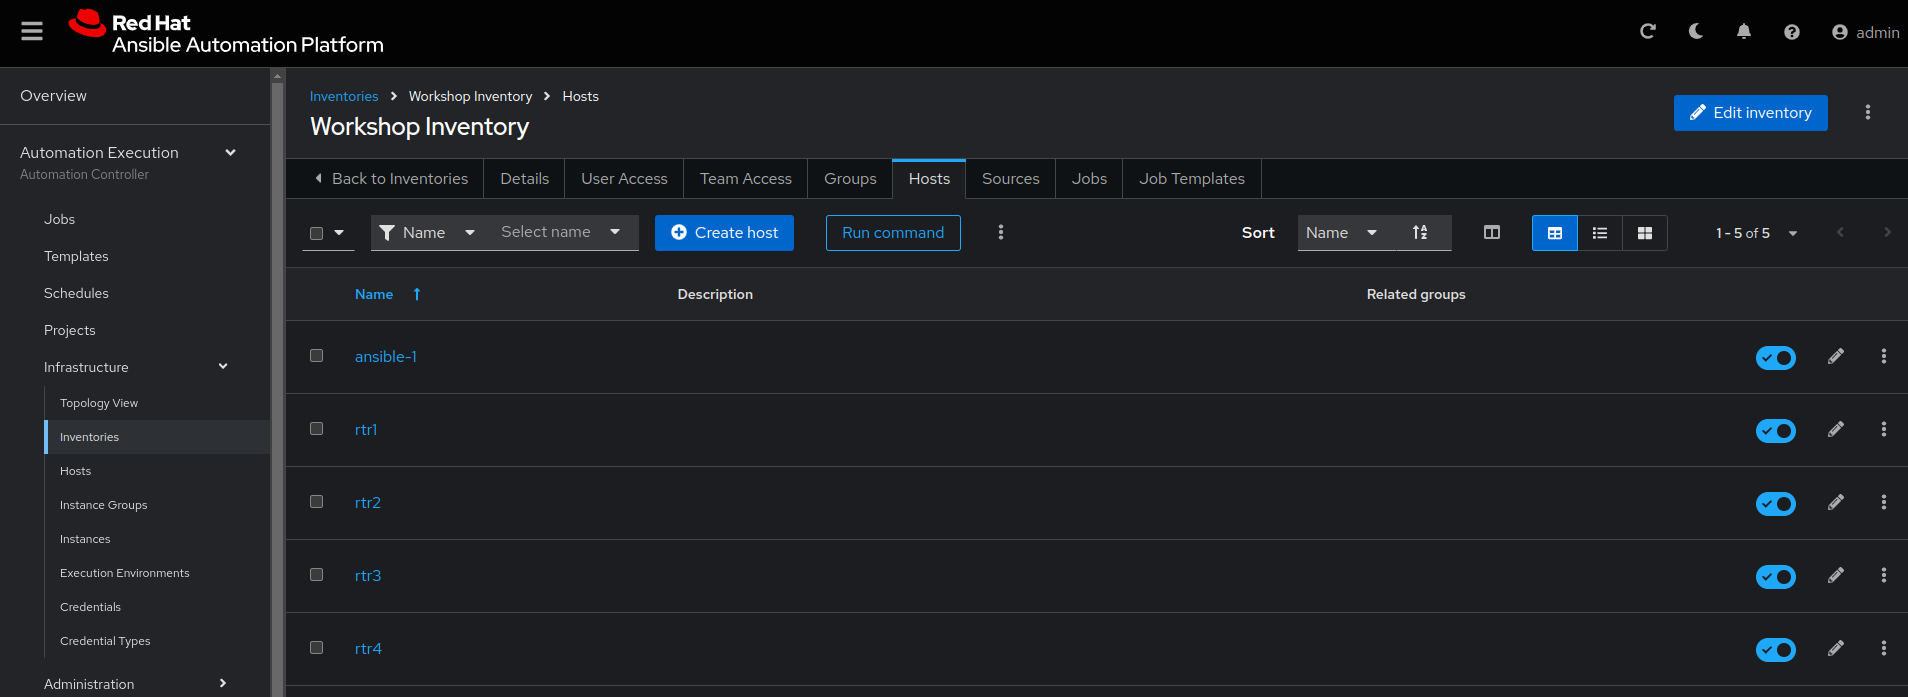 Red Hat
Ansible Automation Platform
admin
Overview
Automation Execution
Automation Controller
Jobs
Templates
Schedules
Projects
Infrastructure
Topology View
Inventories
Hosts
Instance Groups
Instances
Execution Environments
Credentials
Credential Types
Administration
Inventories Workshop Inventory Hosts
Workshop Inventory
Edit inventory
Back to Inventories Details User Access Team Access Groups Hosts Sources Jobs Job Templates
Name Select name Create host Run command Sort Name 1 - 5 of 5
Name Description Related groups
ansible-1
rtr1
rtr2
rtr3
rtr4